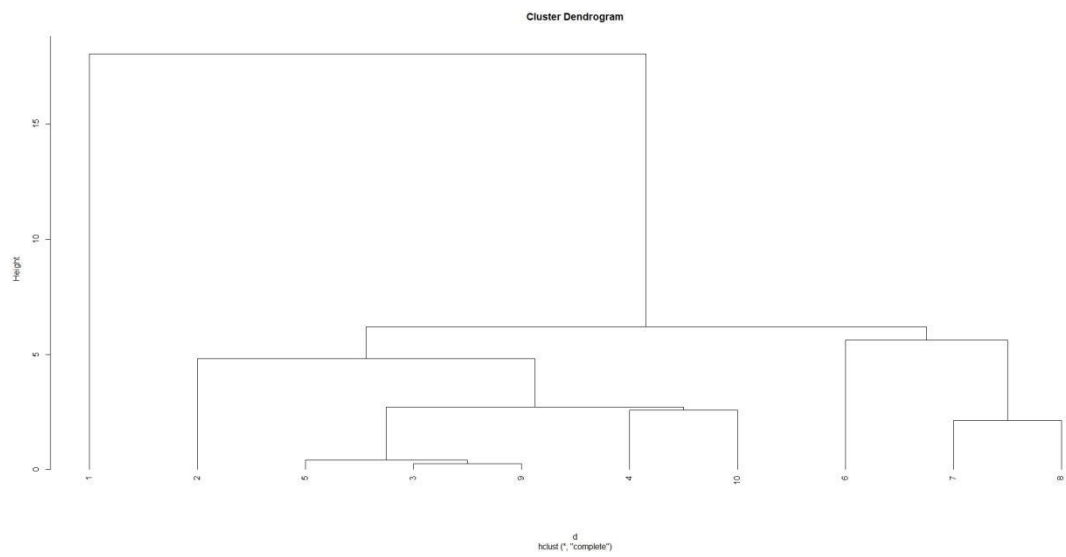 Cluster Dendrogram
Height
15
10
5
0
1 2 5 3 9 4 10 6 7 8
d
hclust (*, "complete")